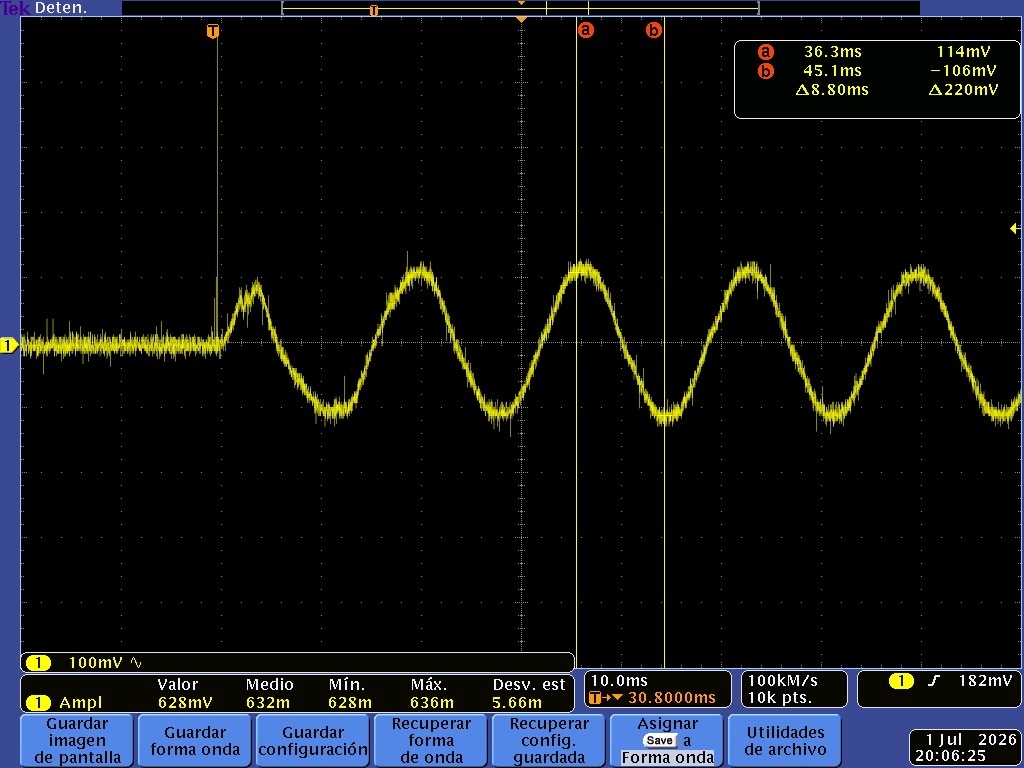 Tek Deten.
T
T
a
b
a 36.3ms 114mV
b 45.1ms −106mV
Δ8.80ms Δ220mV
1
1 100mV ∿
Valor Medio Mín. Máx. Desv. est
1 Ampl 628mV 632m 628m 636m 5.66m
10.0ms
T→▼ 30.8000ms
100kM/s
10k pts.
1 182mV
Guardar
imagen
de pantalla
Guardar
forma onda
Guardar
configuración
Recuperar
forma
de onda
Recuperar
config.
guardada
Asignar
Save a
Forma onda
Utilidades
de archivo
1 Jul 2026
20:06:25